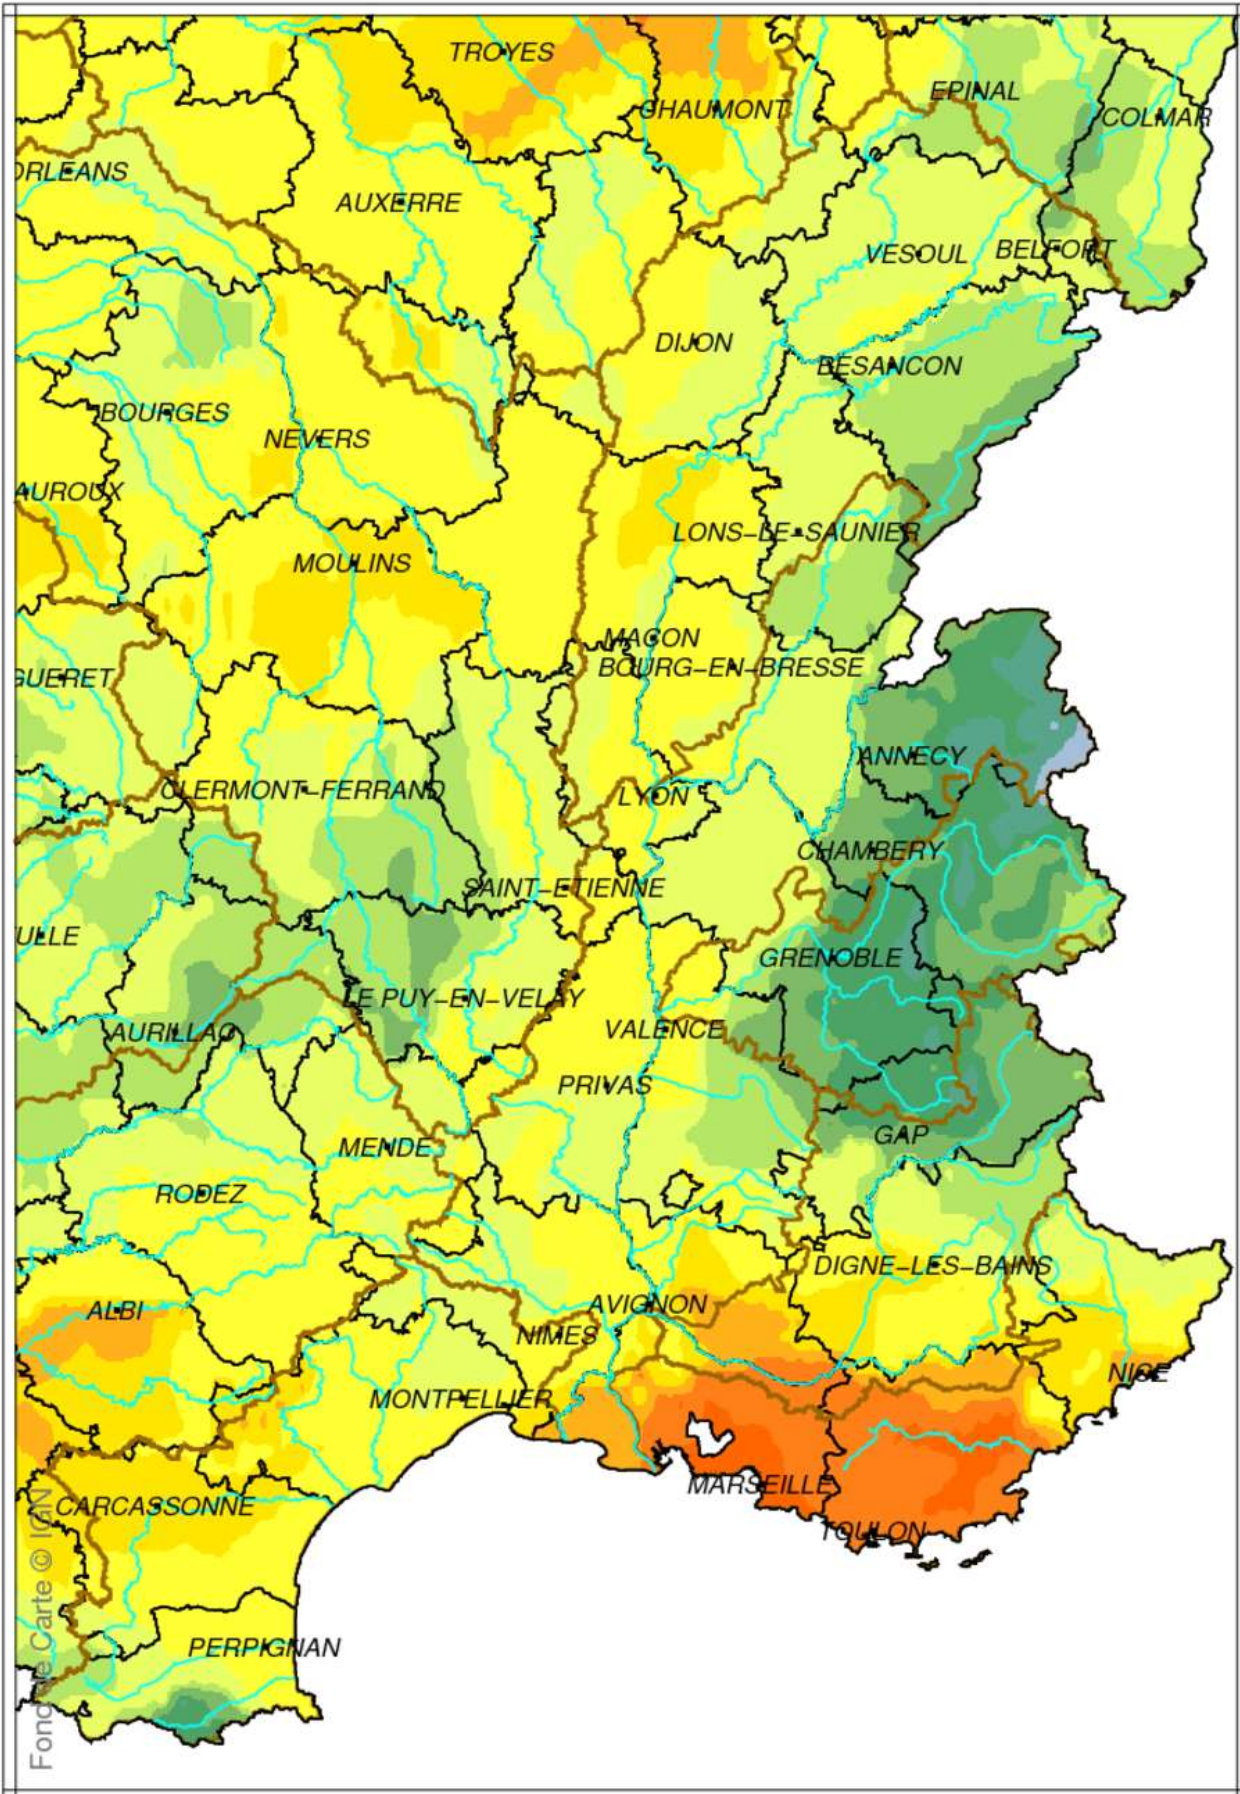 TROYES
EPINAL
CHAUMONT
COLMAR
ORLEANS
AUXERRE
VESOUL
BELFORT
DIJON
BESANCON
BOURGES
NEVERS
AUROUX
LONS-LE-SAUNIER
MOULINS
MACON
BOURG-EN-BRESSE
GUERET
ANNECY
CLERMONT-FERRAND
LYON
CHAMBERY
SAINT-ETIENNE
ULLE
GRENOBLE
LE PUY-EN-VELAY
AURILLAC
VALENCE
PRIVAS
GAP
MENDE
RODEZ
DIGNE-LES-BAINS
ALBI
AVIGNON
NIMES
NICE
MONTPELLIER
MARSEILLE
CARCASSONNE
TOULON
PERPIGNAN
Fond de Carte © IGN